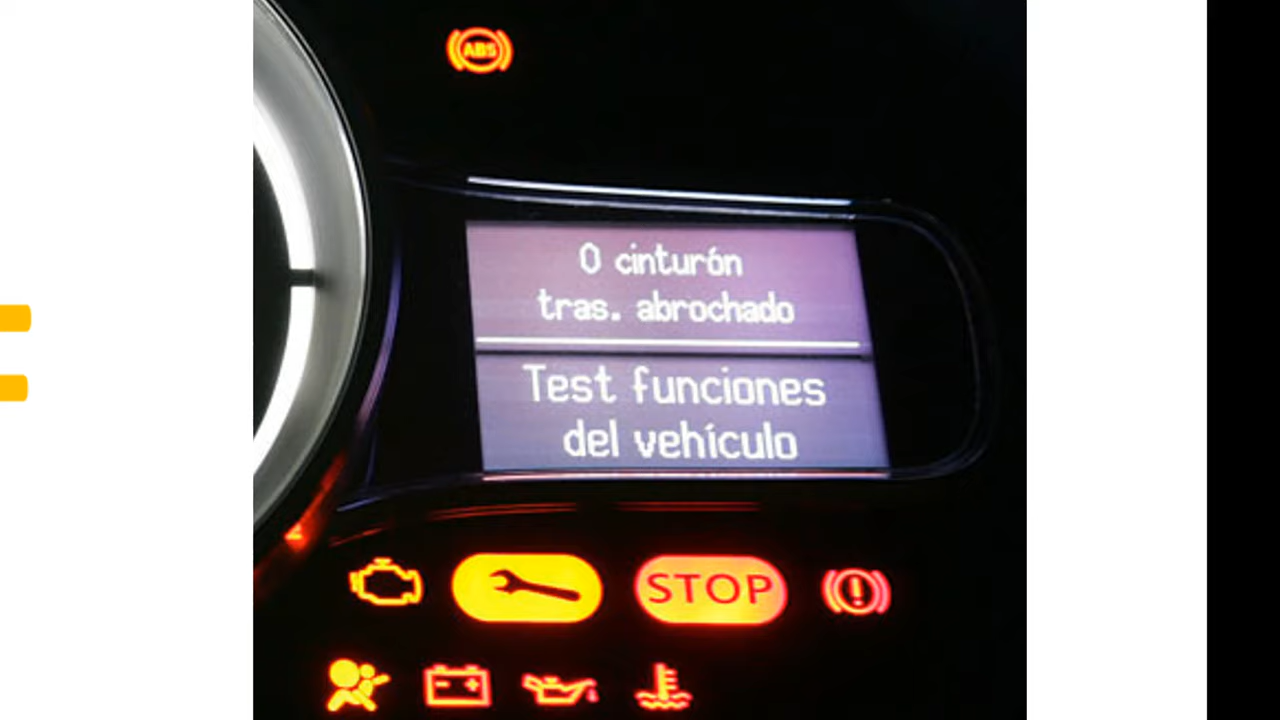 ABS
0 cinturón
tras. abrochado
Test funciones
del vehículo
STOP